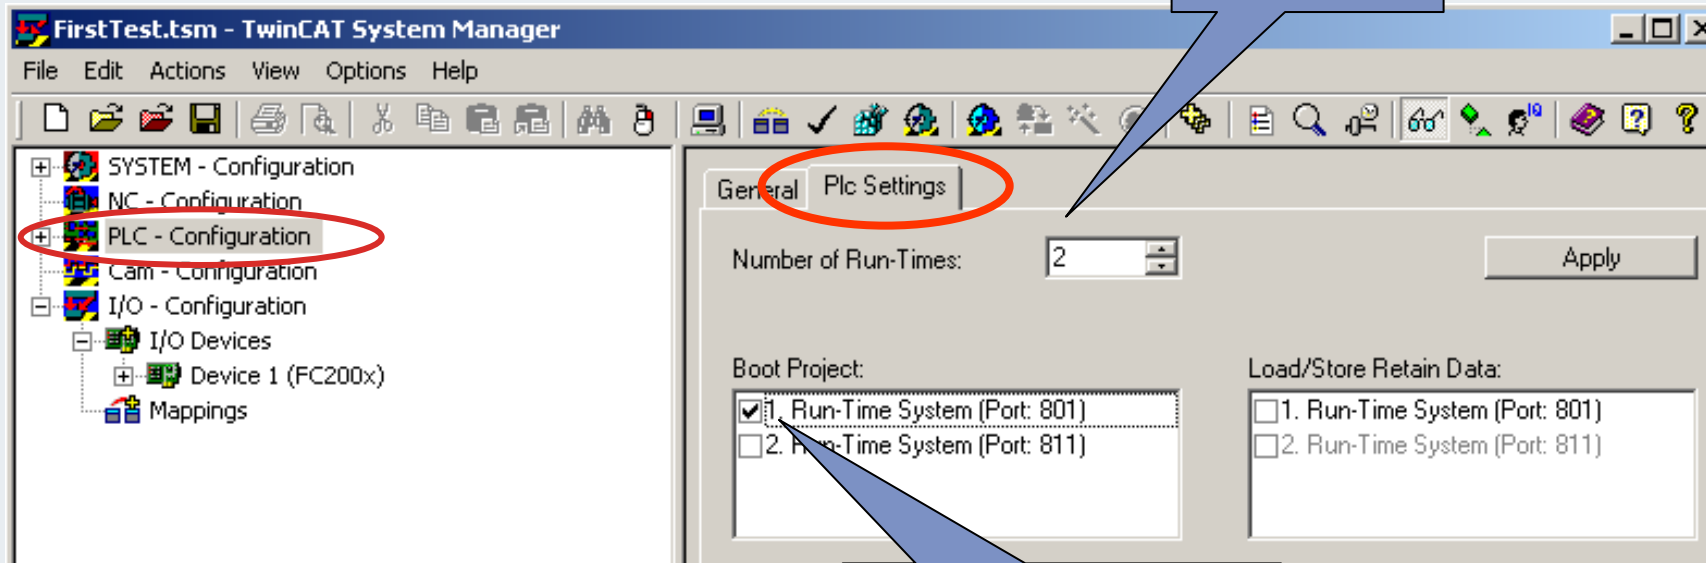 FirstTest.tsm - TwinCAT System Manager
File Edit Actions View Options Help
SYSTEM - Configuration
NC - Configuration
PLC - Configuration
Cam - Configuration
I/O - Configuration
I/O Devices
Device 1 (FC200x)
Mappings
General Plc Settings
Number of Run-Times: 2 Apply
Boot Project: Load/Store Retain Data:
1. Run-Time System (Port: 801) 1. Run-Time System (Port: 801)
2. Run-Time System (Port: 811) 2. Run-Time System (Port: 811)